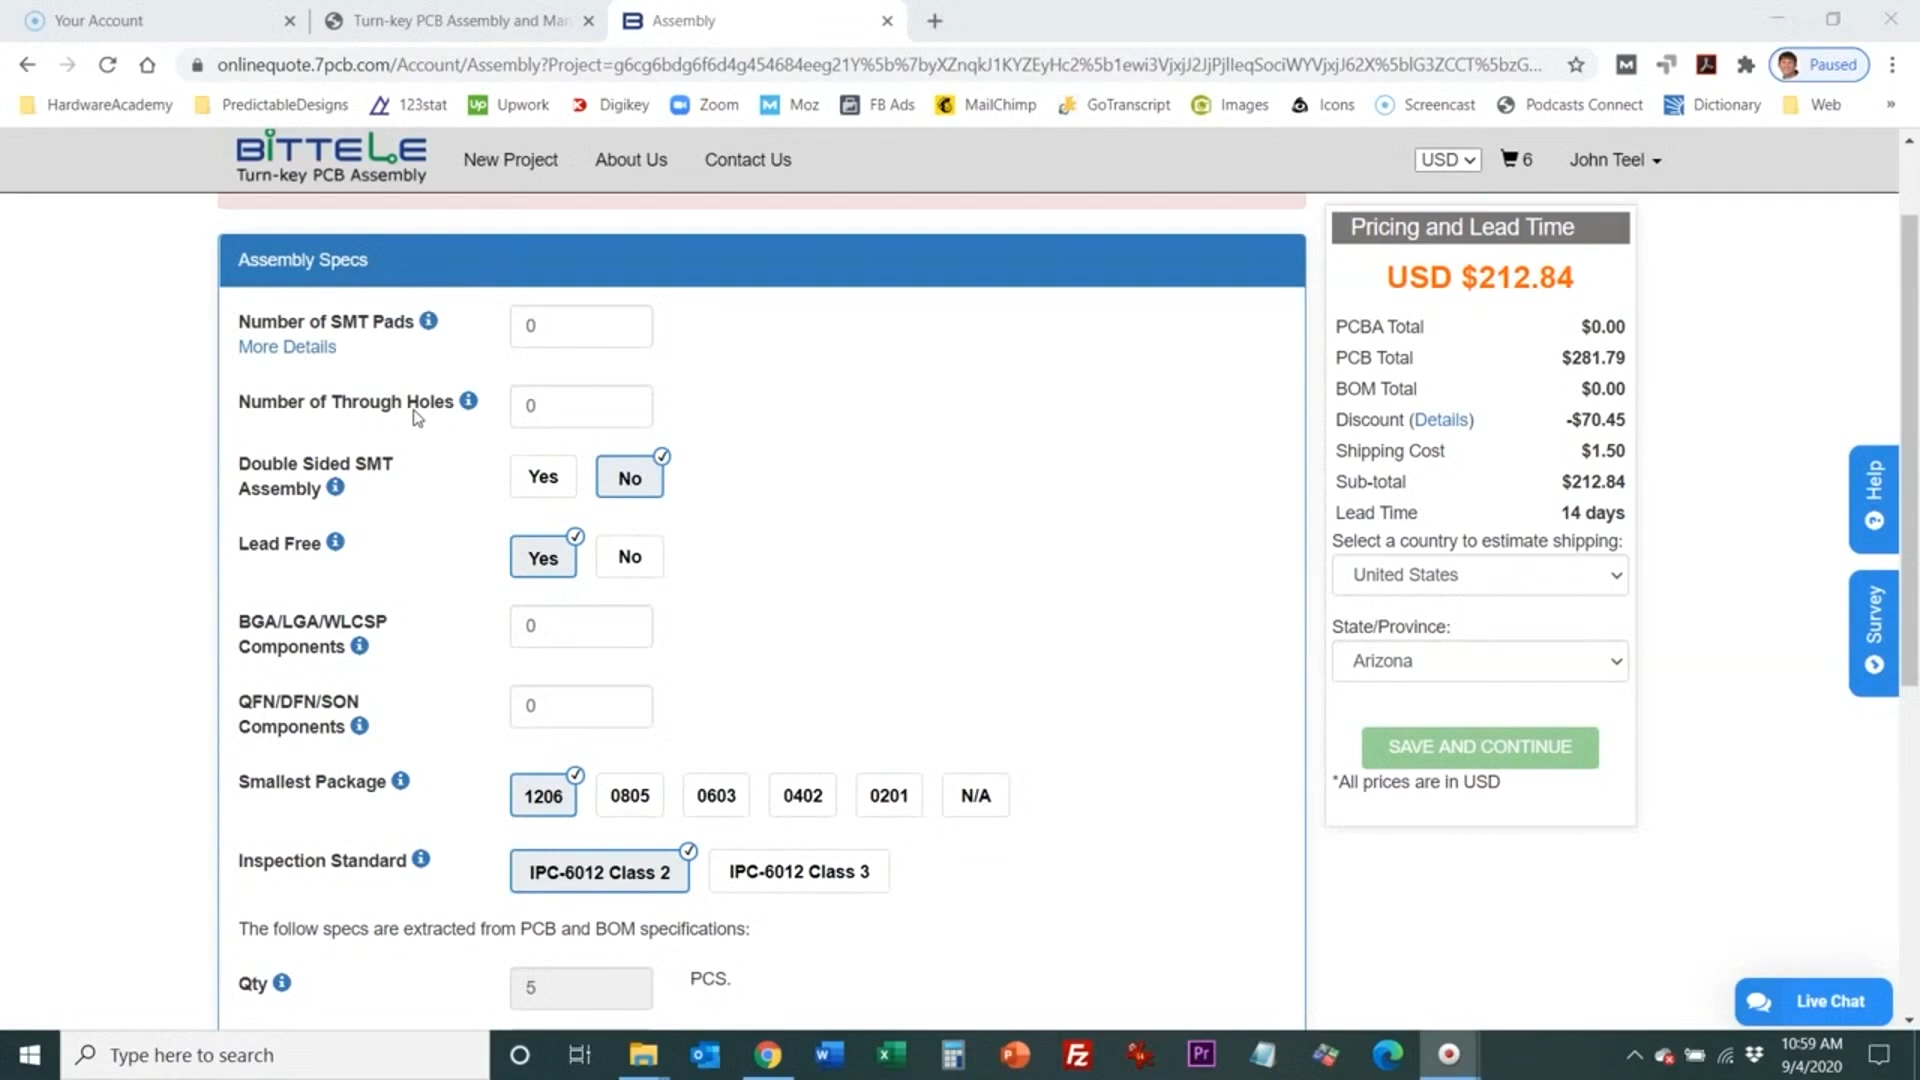 Your Account
Turn-key PCB Assembly and Man
Assembly
onlinequote.7pcb.com/Account/Assembly?Project=
Paused
HardwareAcademy
PredictableDesigns
123stat
Upwork
Digikey
Zoom
Moz
FB Ads
MailChimp
GoTranscript
Images
Icons
Screencast
Podcasts Connect
Dictionary
Web
»
BiTTELE
Turn-key PCB Assembly
New Project
About Us
Contact Us
USD
6
John Teel
Assembly Specs
Number of SMT Pads
0
More Details
Number of Through Holes
0
Double Sided SMT
Assembly
Yes
No
Lead Free
Yes
No
BGA/LGA/WLCSP
Components
0
QFN/DFN/SON
Components
0
Smallest Package
1206
0805
0603
0402
0201
N/A
Inspection Standard
IPC-6012 Class 2
IPC-6012 Class 3
The follow specs are extracted from PCB and BOM specifications:
Qty
5
PCS.
Pricing and Lead Time
USD $212.84
PCBA Total $0.00
PCB Total $281.79
BOM Total $0.00
Discount (Details) -$70.45
Shipping Cost $1.50
Sub-total $212.84
Lead Time 14 days
Select a country to estimate shipping:
United States
State/Province:
Arizona
SAVE AND CONTINUE
*All prices are in USD
Help
Survey
Live Chat
Type here to search
10:59 AM
9/4/2020